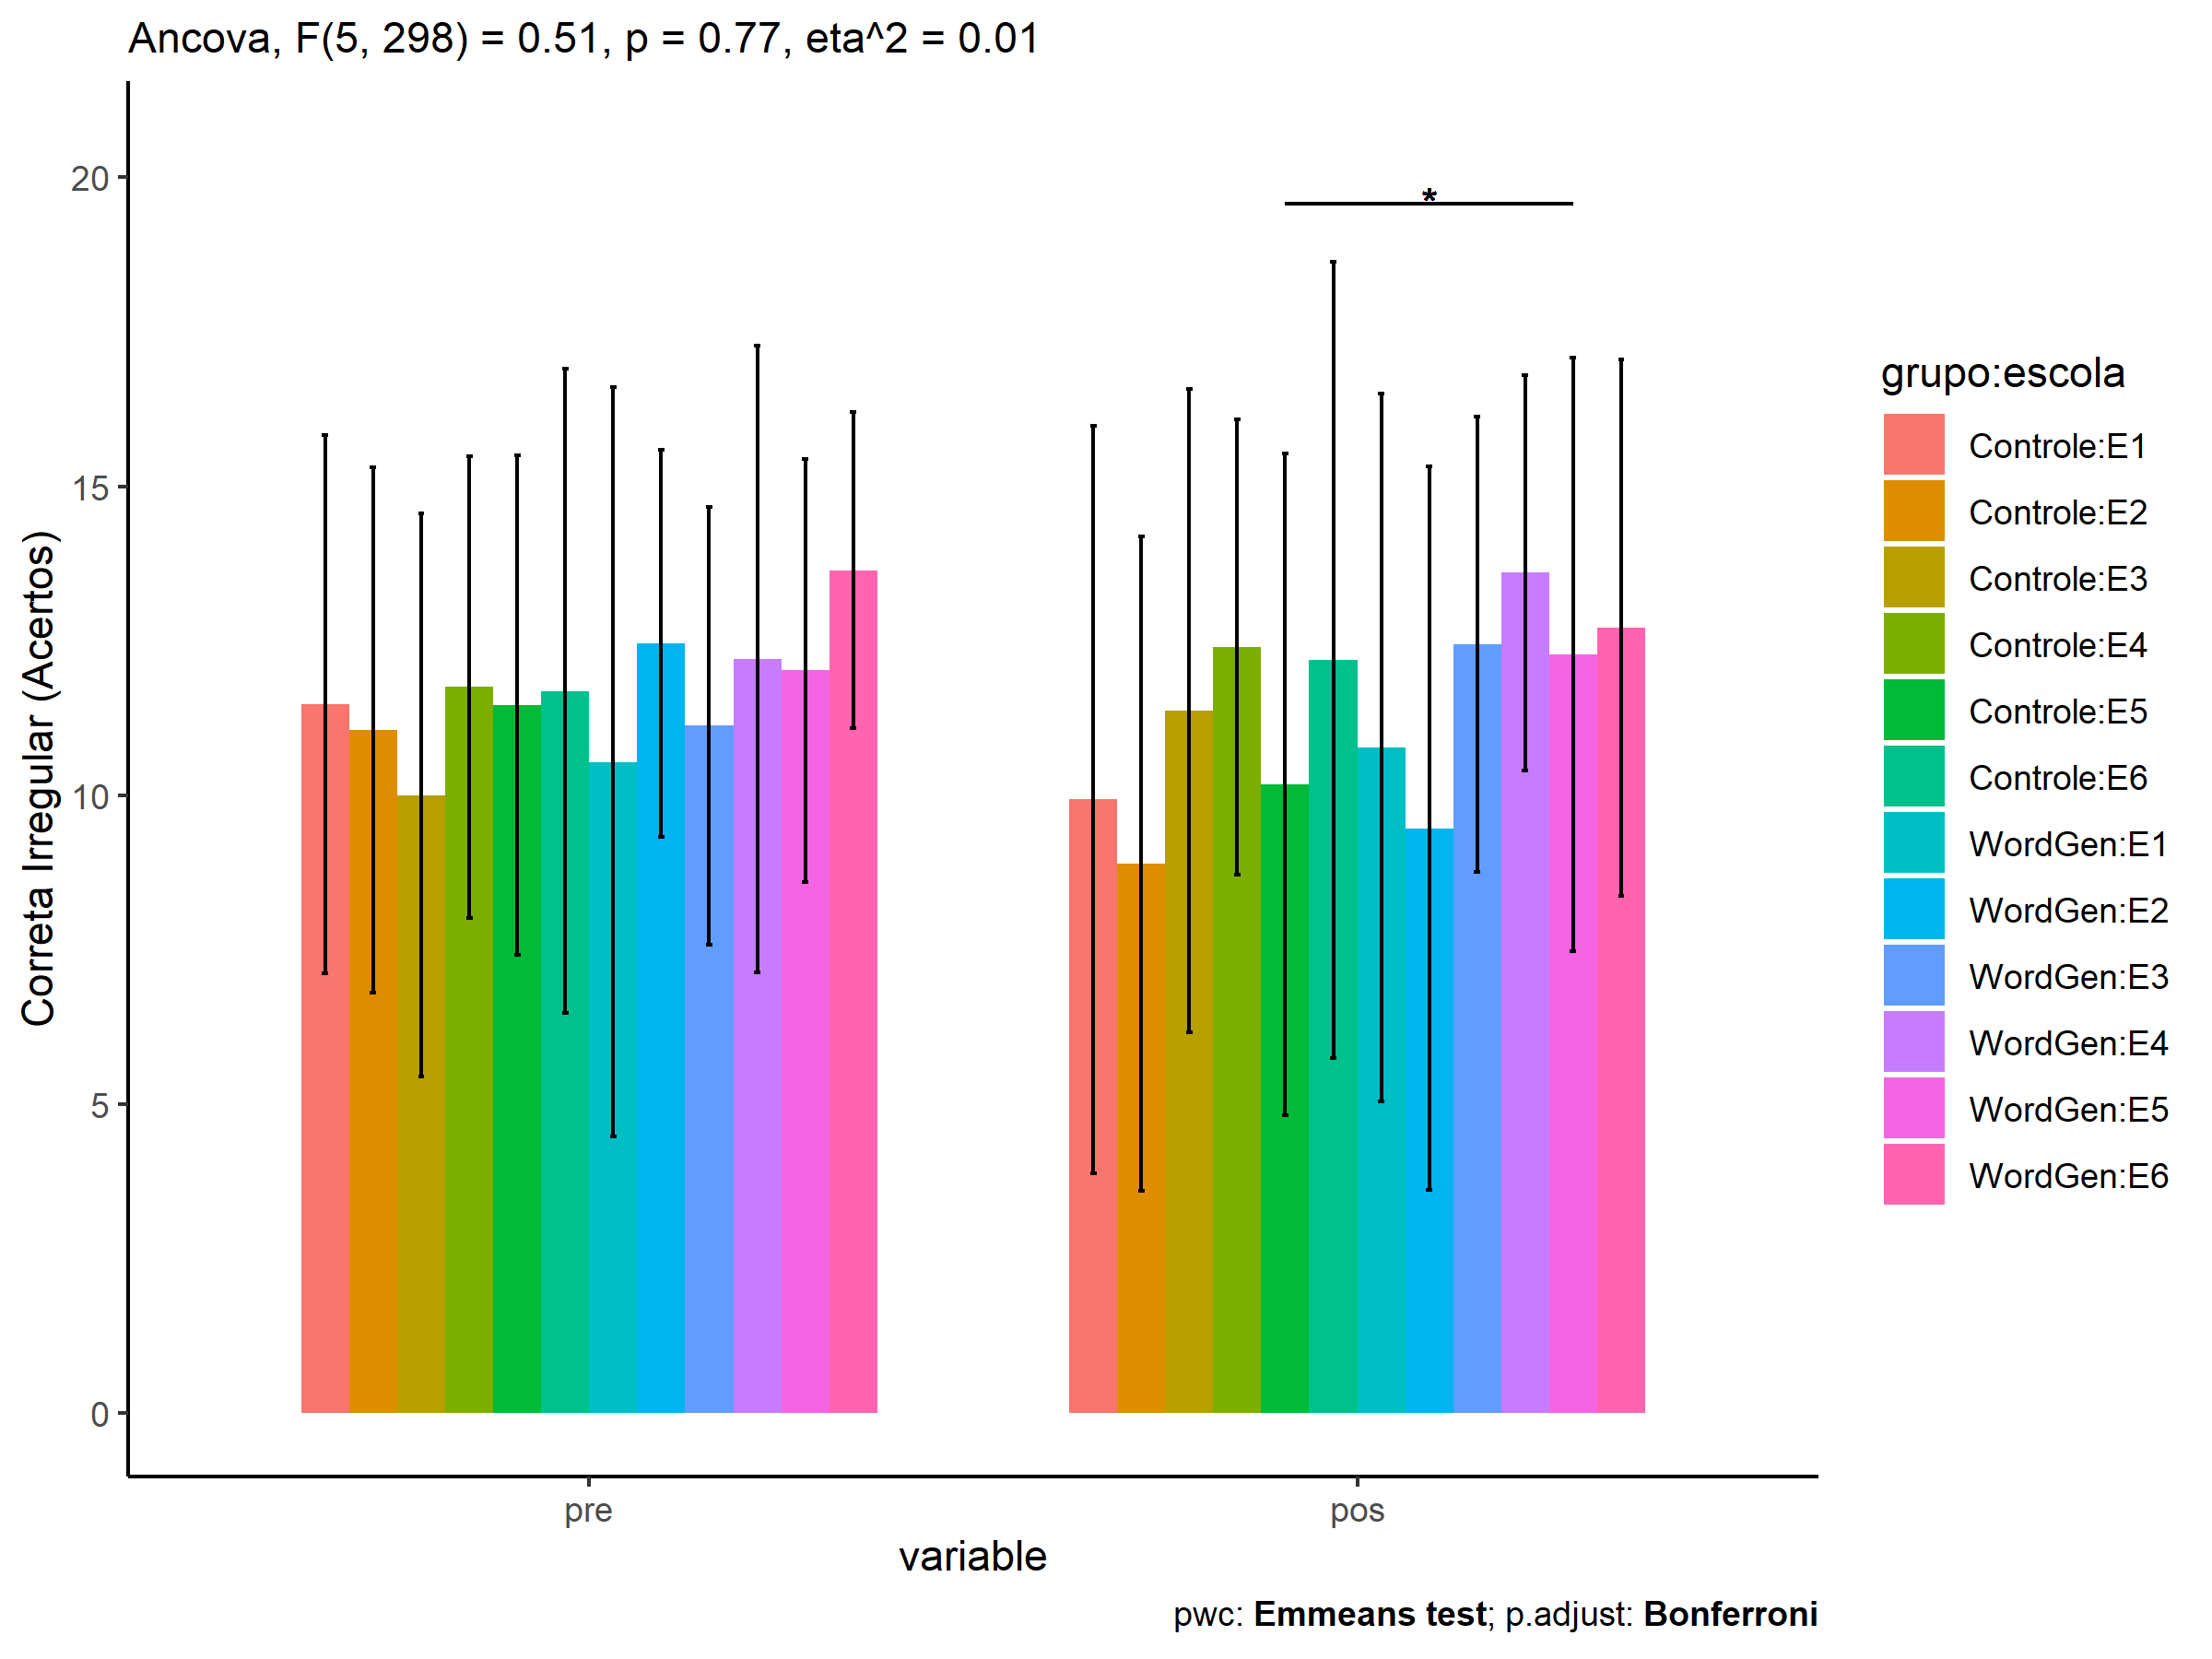 Ancova, F(5, 298) = 0.51, p = 0.77, eta^2 = 0.01
Correta Irregular (Acertos)
20
15
10
5
0
*
pre
pos
variable
pwc: Emmeans test; p.adjust: Bonferroni
grupo:escola
Controle:E1
Controle:E2
Controle:E3
Controle:E4
Controle:E5
Controle:E6
WordGen:E1
WordGen:E2
WordGen:E3
WordGen:E4
WordGen:E5
WordGen:E6